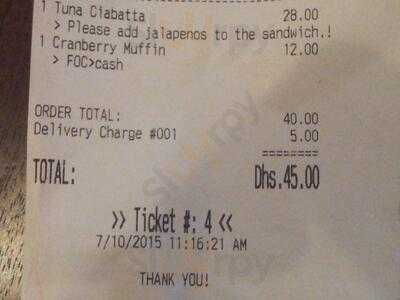 1 Tuna Ciabatta 28.00
> Please add jalapenos to the sandwich.!
1 Cranberry Muffin 12.00
> FOC>cash
ORDER TOTAL: 40.00
Delivery Charge #001 5.00
========
TOTAL: Dhs.45.00
>> Ticket #: 4 <<
7/10/2015 11:16:21 AM
THANK YOU!